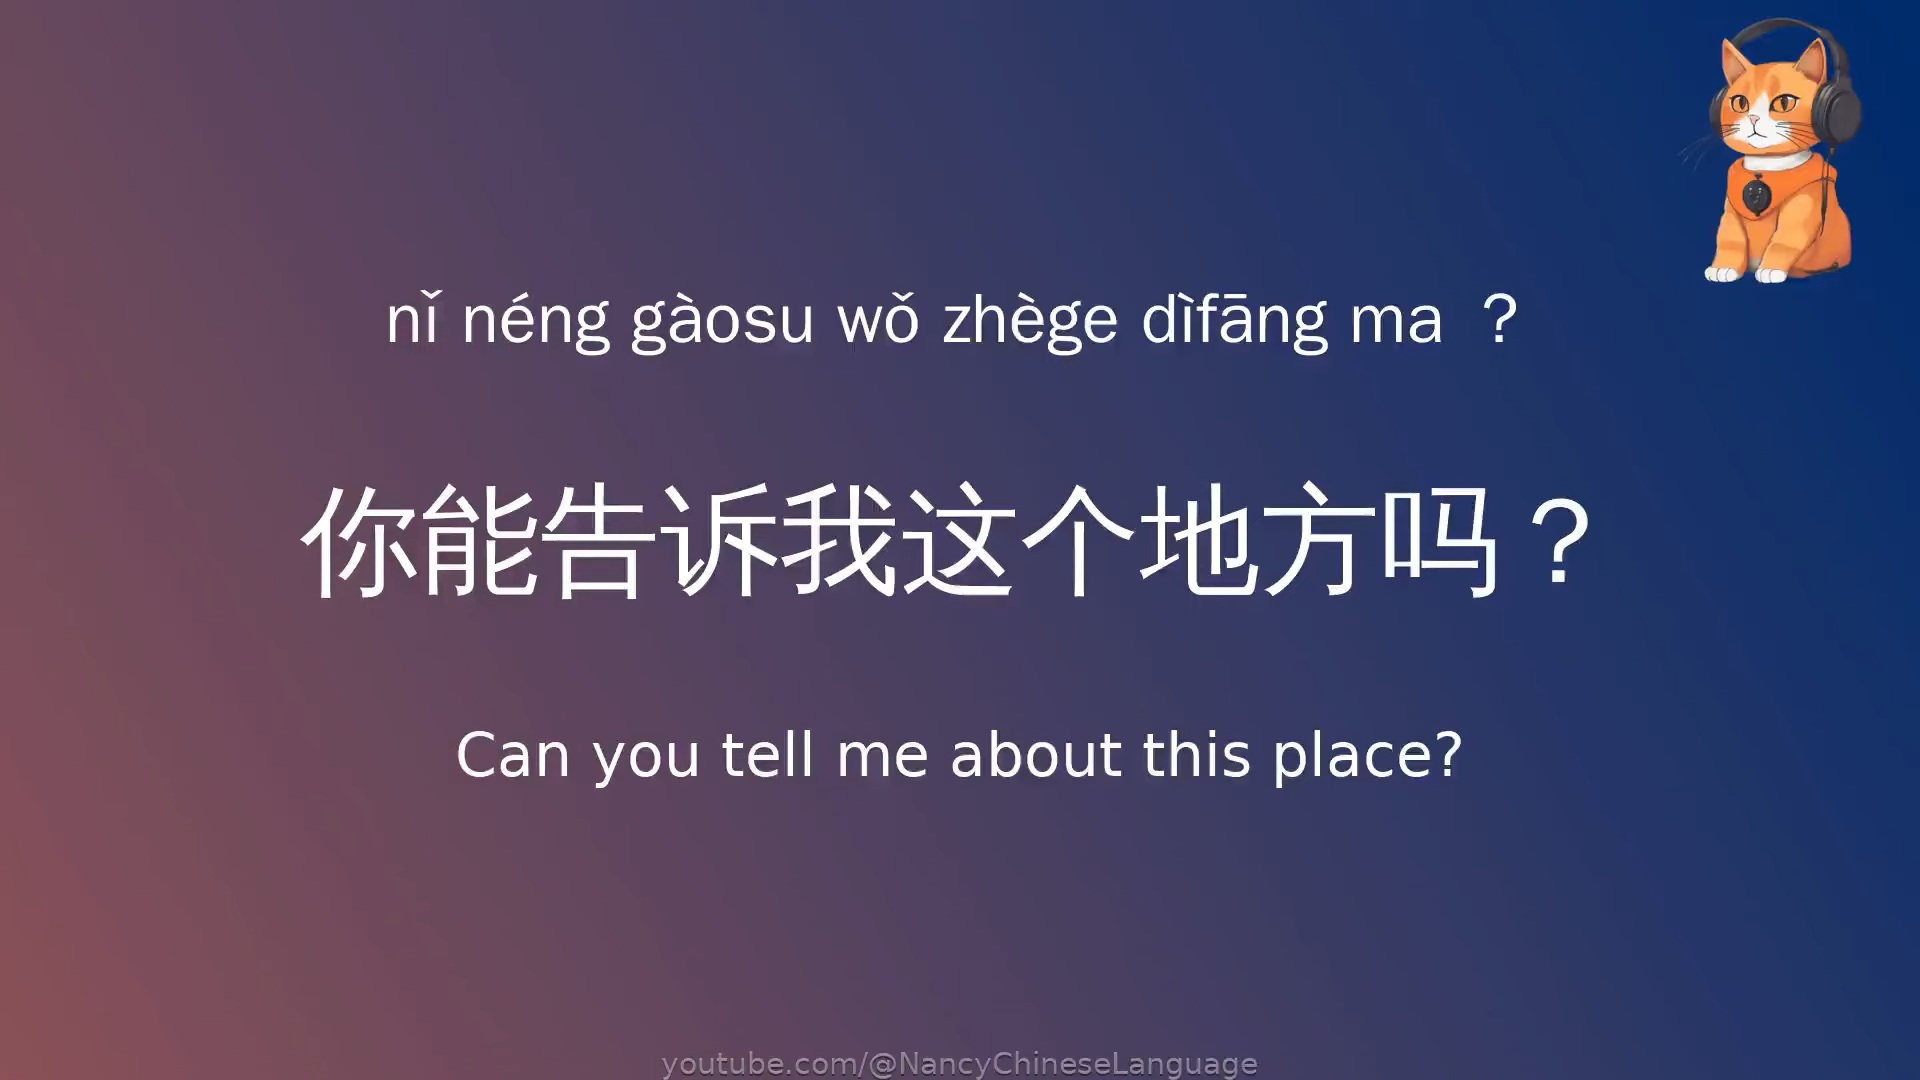 nǐ néng gàosu wǒ zhège dìfāng ma ？
你能告诉我这个地方吗？
Can you tell me about this place?
youtube.com/@NancyChineseLanguage